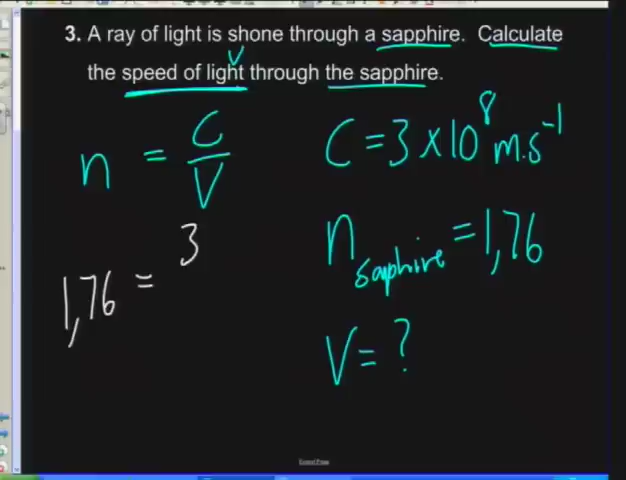 3. A ray of light is shone through a sapphire. Calculate
V
the speed of light through the sapphire.
n = C/V
C = 3 × 10⁸ m.s⁻¹
n saphire = 1,76
1,76 = 3
V = ?